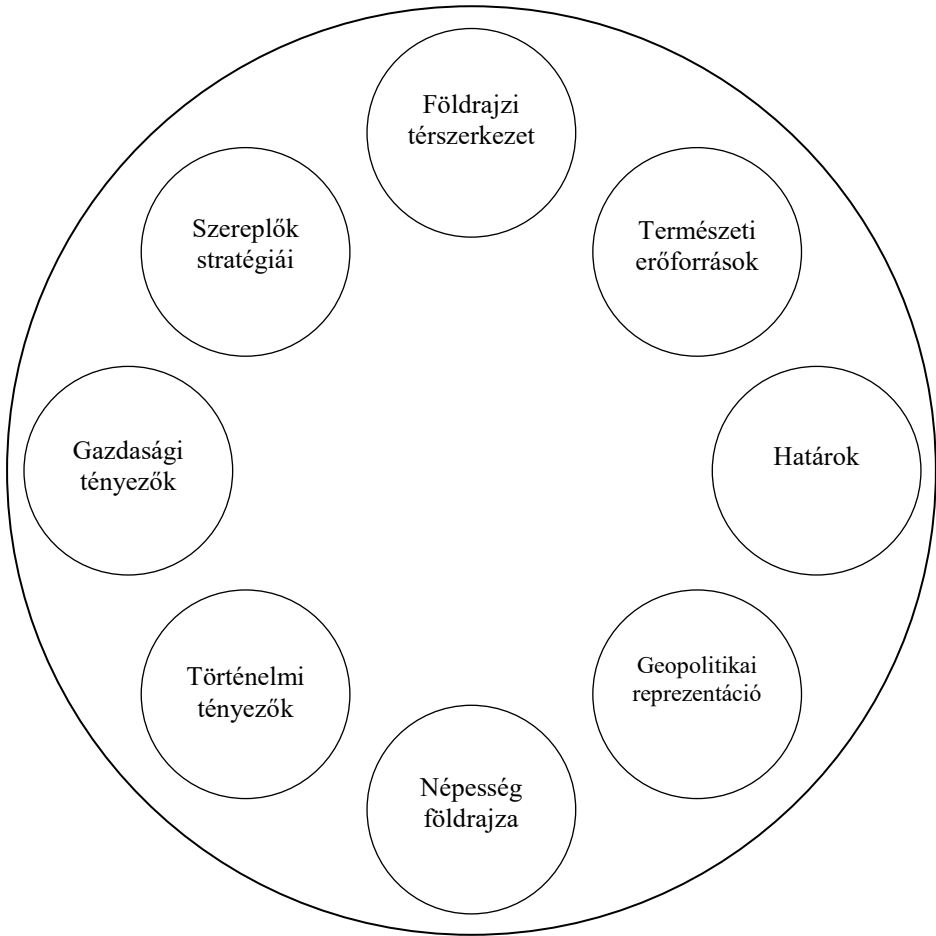 Földrajzi
térszerkezet
Szereplők
stratégiái
Természeti
erőforrások
Gazdasági
tényezők
Határok
Történelmi
tényezők
Geopolitikai
reprezentáció
Népesség
földrajza